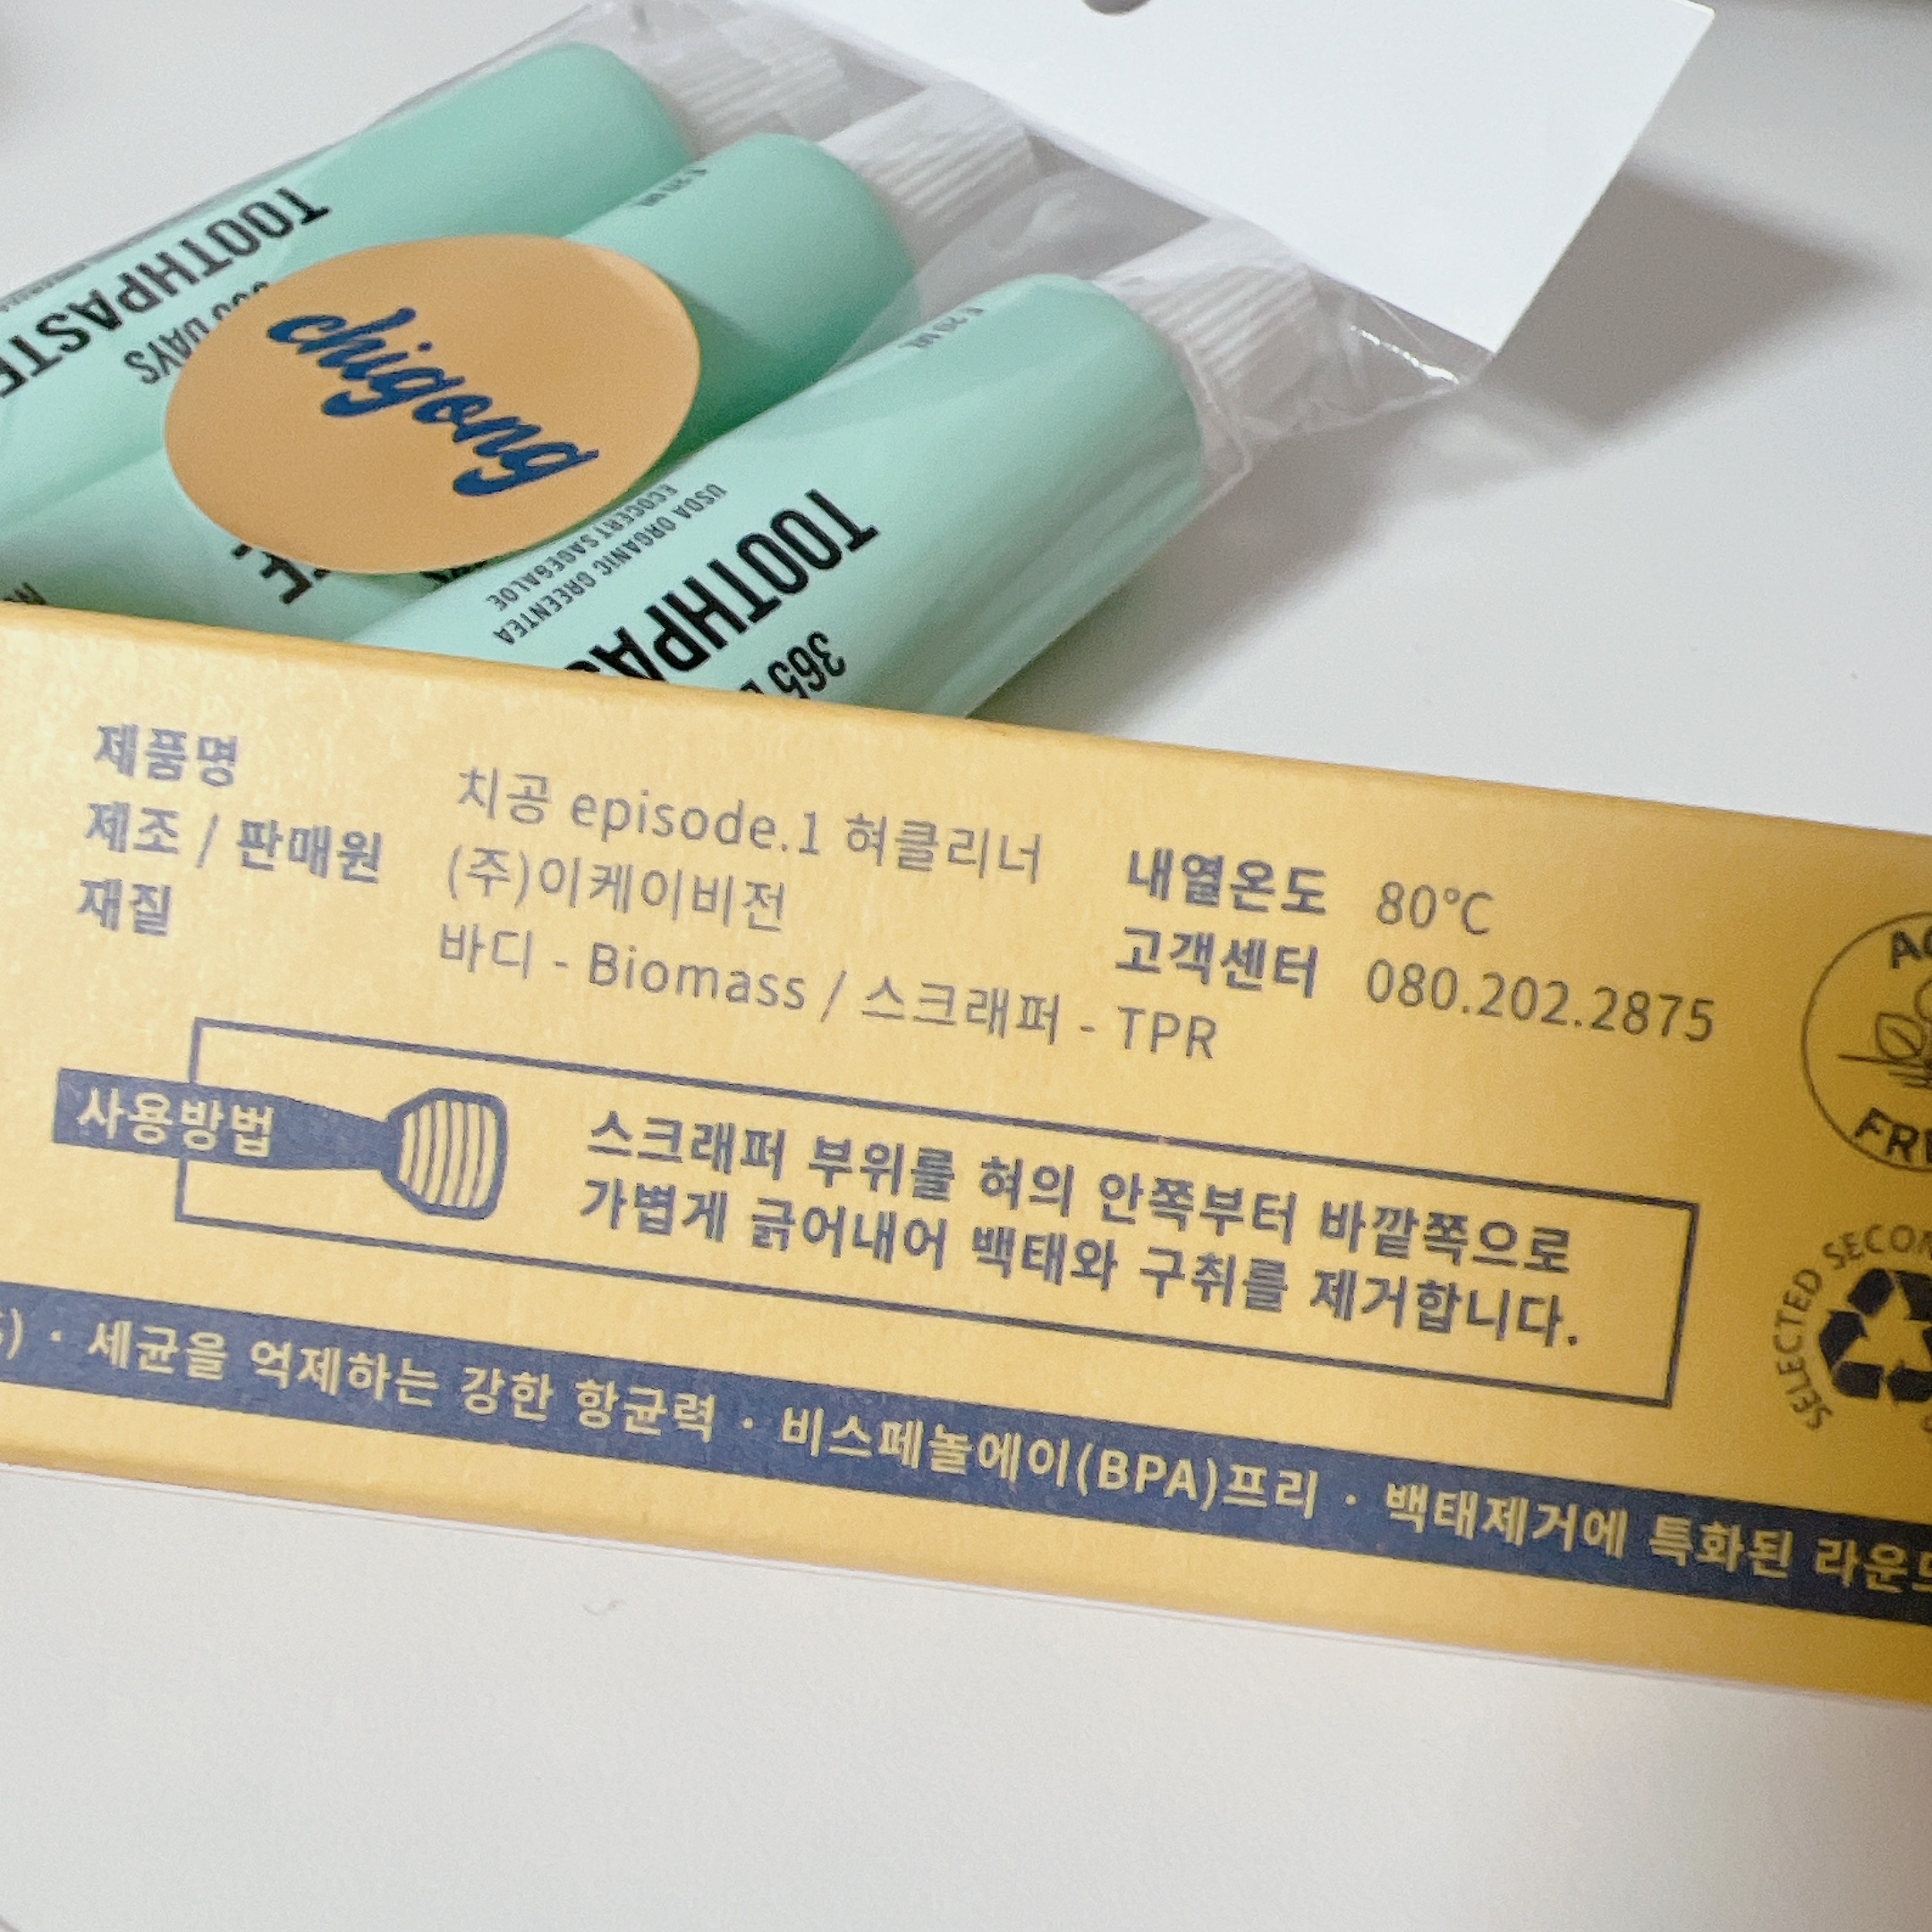 TOOTHPASTE
chigong
E 20 ML
USDA ORGANIC GREENTEA
ECOCERT SAGE&ALOE
TOOTHPAS
365
제품명 치공 episode.1 혀클리너
제조 / 판매원 (주)이케이비전
재질 바디 - Biomass / 스크래퍼 - TPR
내열온도 80°C
고객센터 080.202.2875
사용방법
스크래퍼 부위를 혀의 안쪽부터 바깥쪽으로
가볍게 긁어내어 백태와 구취를 제거합니다.
SELECTED SECON
· 세균을 억제하는 강한 항균력 · 비스페놀에이(BPA)프리 · 백태제거에 특화된 라운드